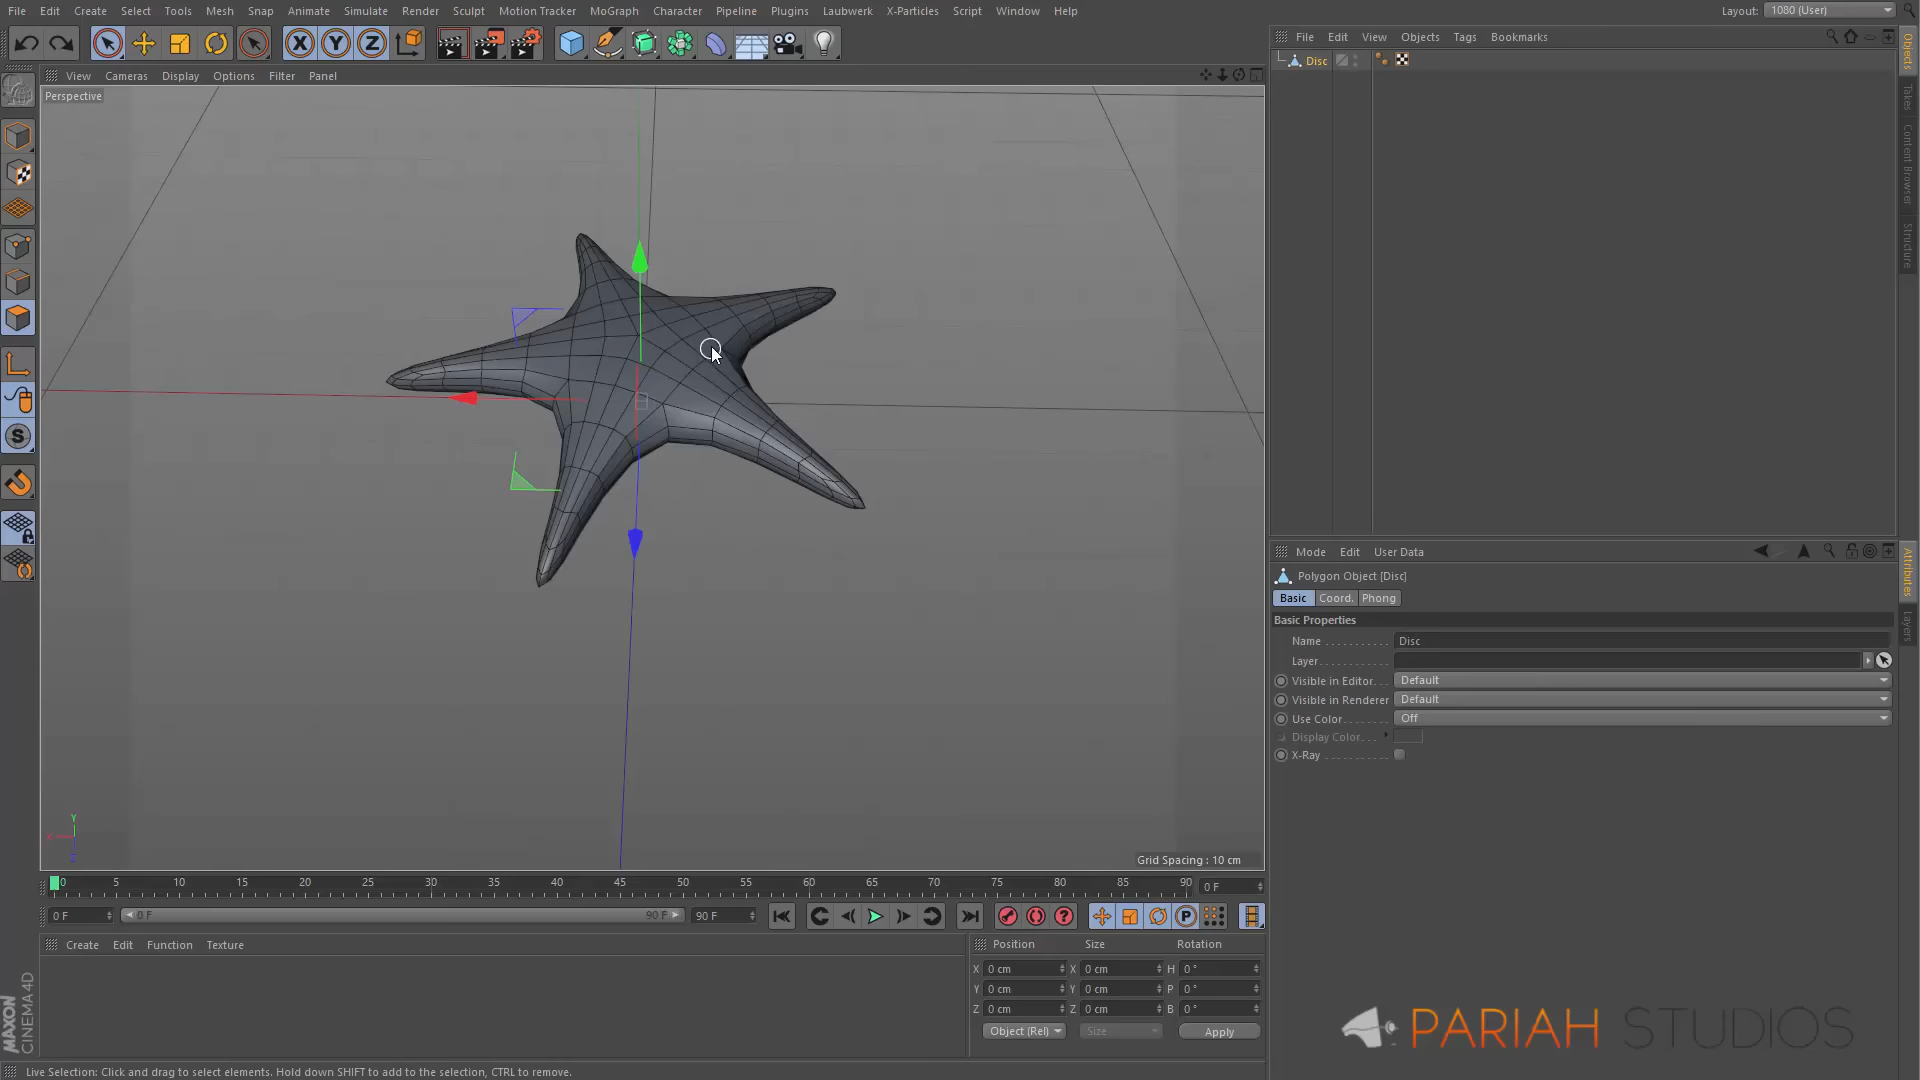 File Edit Create Select Tools Mesh Snap Animate Simulate Render Sculpt Motion Tracker MoGraph Character Pipeline Plugins Laubwerk X-Particles Script Window Help
Layout: 1080 (User)
X Y Z
File Edit View Objects Tags Bookmarks
Disc
View Cameras Display Options Filter Panel
Perspective
Objects
Takes
Content Browser
Structure
S
Y
X
Z
Grid Spacing : 10 cm
Mode Edit User Data
Polygon Object [Disc]
Basic Coord. Phong
Basic Properties
Name Disc
Layer
Visible in Editor Default
Visible in Renderer Default
Use Color Off
Display Color
X-Ray
Attributes
Layers
0 5 10 15 20 25 30 35 40 45 50 55 60 65 70 75 80 85 90
0 F
0 F 0 F 90 F 90 F
P
Create Edit Function Texture
Position Size Rotation
X 0 cm X 0 cm H 0 °
Y 0 cm Y 0 cm P 0 °
Z 0 cm Z 0 cm B 0 °
Object (Rel) Size Apply
MAXON
CINEMA 4D
PARIAH STUDIOS
Live Selection: Click and drag to select elements. Hold down SHIFT to add to the selection, CTRL to remove.